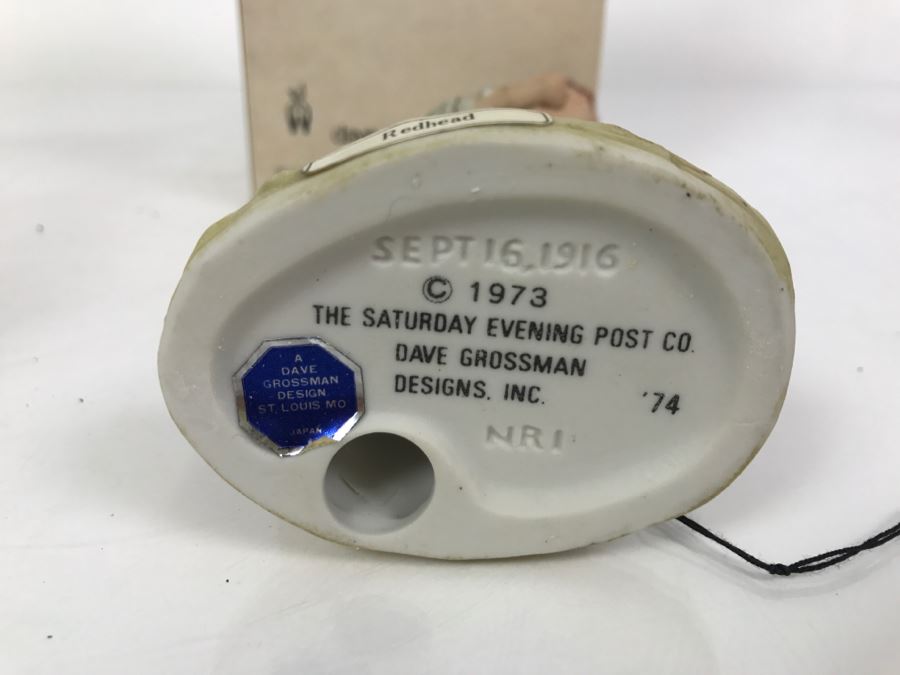 Redhead
SEPT 16, 1916
© 1973
THE SATURDAY EVENING POST CO.
DAVE GROSSMAN
DESIGNS, INC. '74
NR1
A
DAVE
GROSSMAN
DESIGN
ST. LOUIS MO
JAPAN